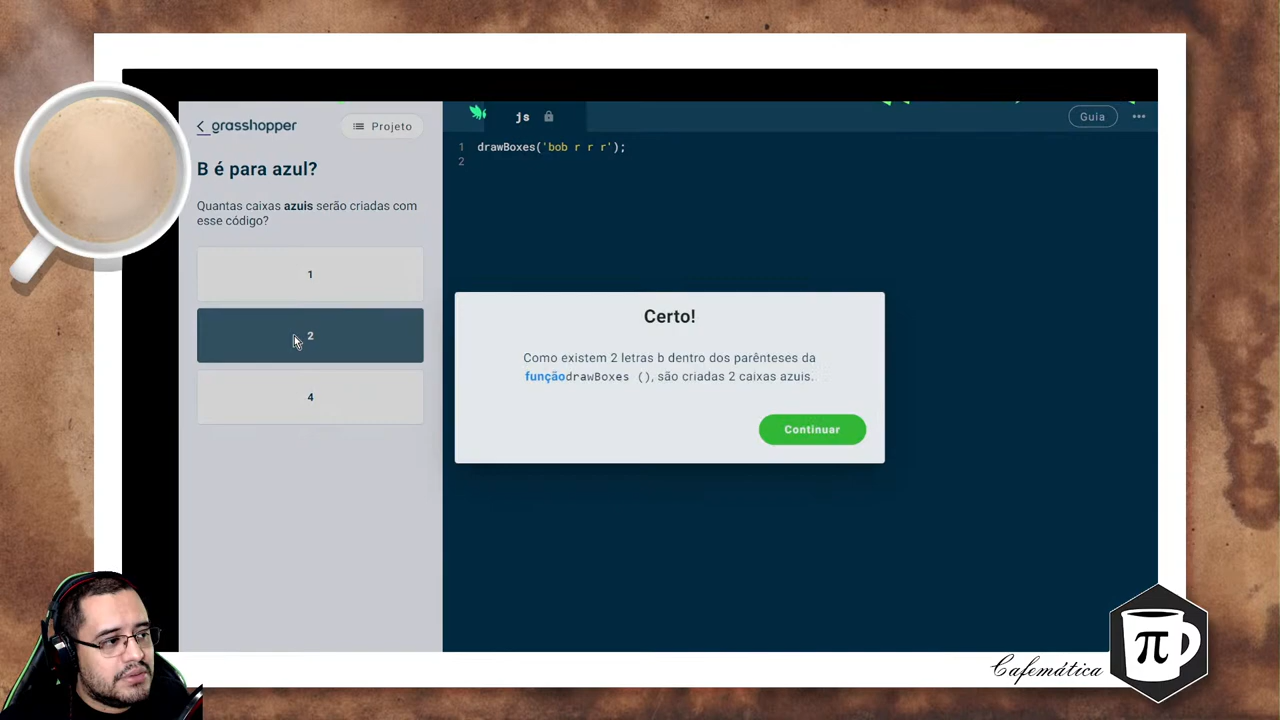 grasshopper
Projeto
B é para azul?
Quantas caixas azuis serão criadas com
esse código?
1
2
4
js
Guia
1 drawBoxes('bob r r r');
2
Certo!
Como existem 2 letras b dentro dos parênteses da
funçãodrawBoxes (), são criadas 2 caixas azuis.
Continuar
Cafemática
π